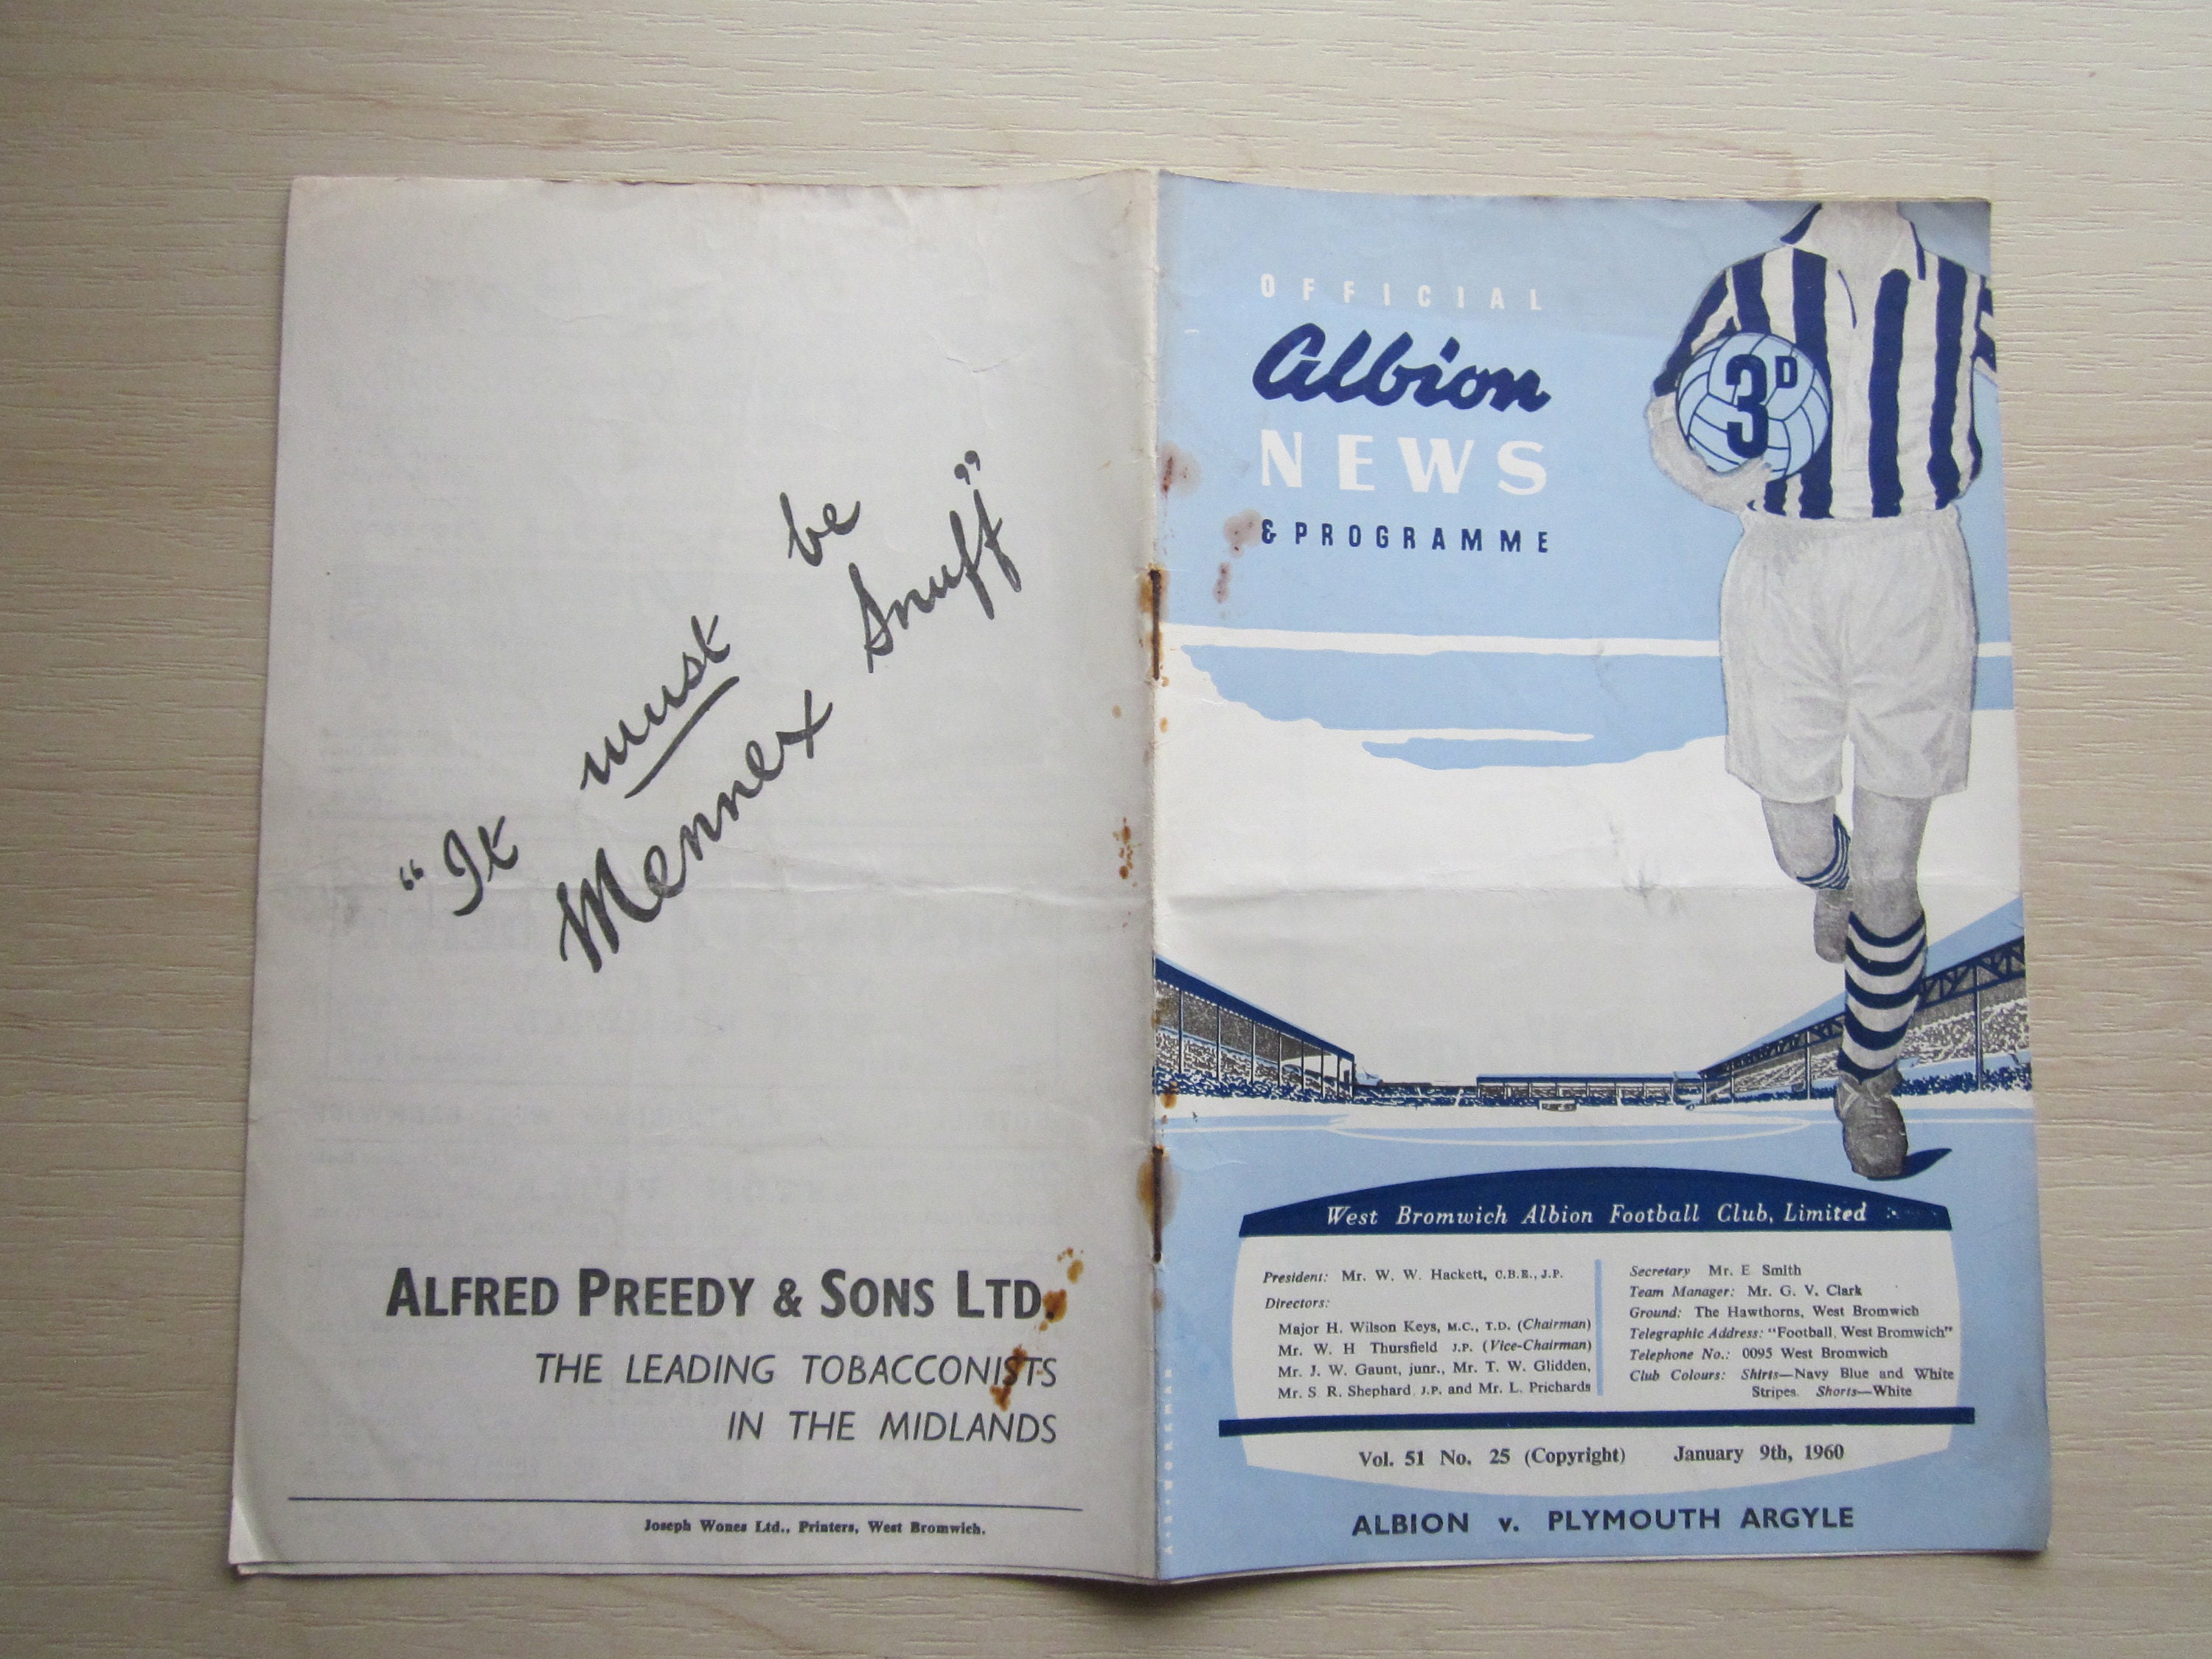 “It must be
Mennex Snuff”
ALFRED PREEDY & SONS LTD.
THE LEADING TOBACCONISTS
IN THE MIDLANDS
Joseph Wones Ltd., Printers, West Bromwich.
OFFICIAL
Albion
NEWS
& PROGRAMME
3D
West Bromwich Albion Football Club, Limited
President: Mr. W. W. Hackett, C.B.E., J.P.
Directors:
Major H. Wilson Keys, M.C., T.D. (Chairman)
Mr. W. H Thursfield J.P. (Vice-Chairman)
Mr. J. W. Gaunt, junr., Mr. T. W. Glidden,
Mr. S. R. Shephard J.P. and Mr. L. Prichards
Secretary Mr. E Smith
Team Manager: Mr. G. V. Clark
Ground: The Hawthorns, West Bromwich
Telegraphic Address: "Football, West Bromwich"
Telephone No.: 0095 West Bromwich
Club Colours: Shirts—Navy Blue and White
Stripes. Shorts—White
Vol. 51 No. 25 (Copyright) January 9th, 1960
ALBION v. PLYMOUTH ARGYLE